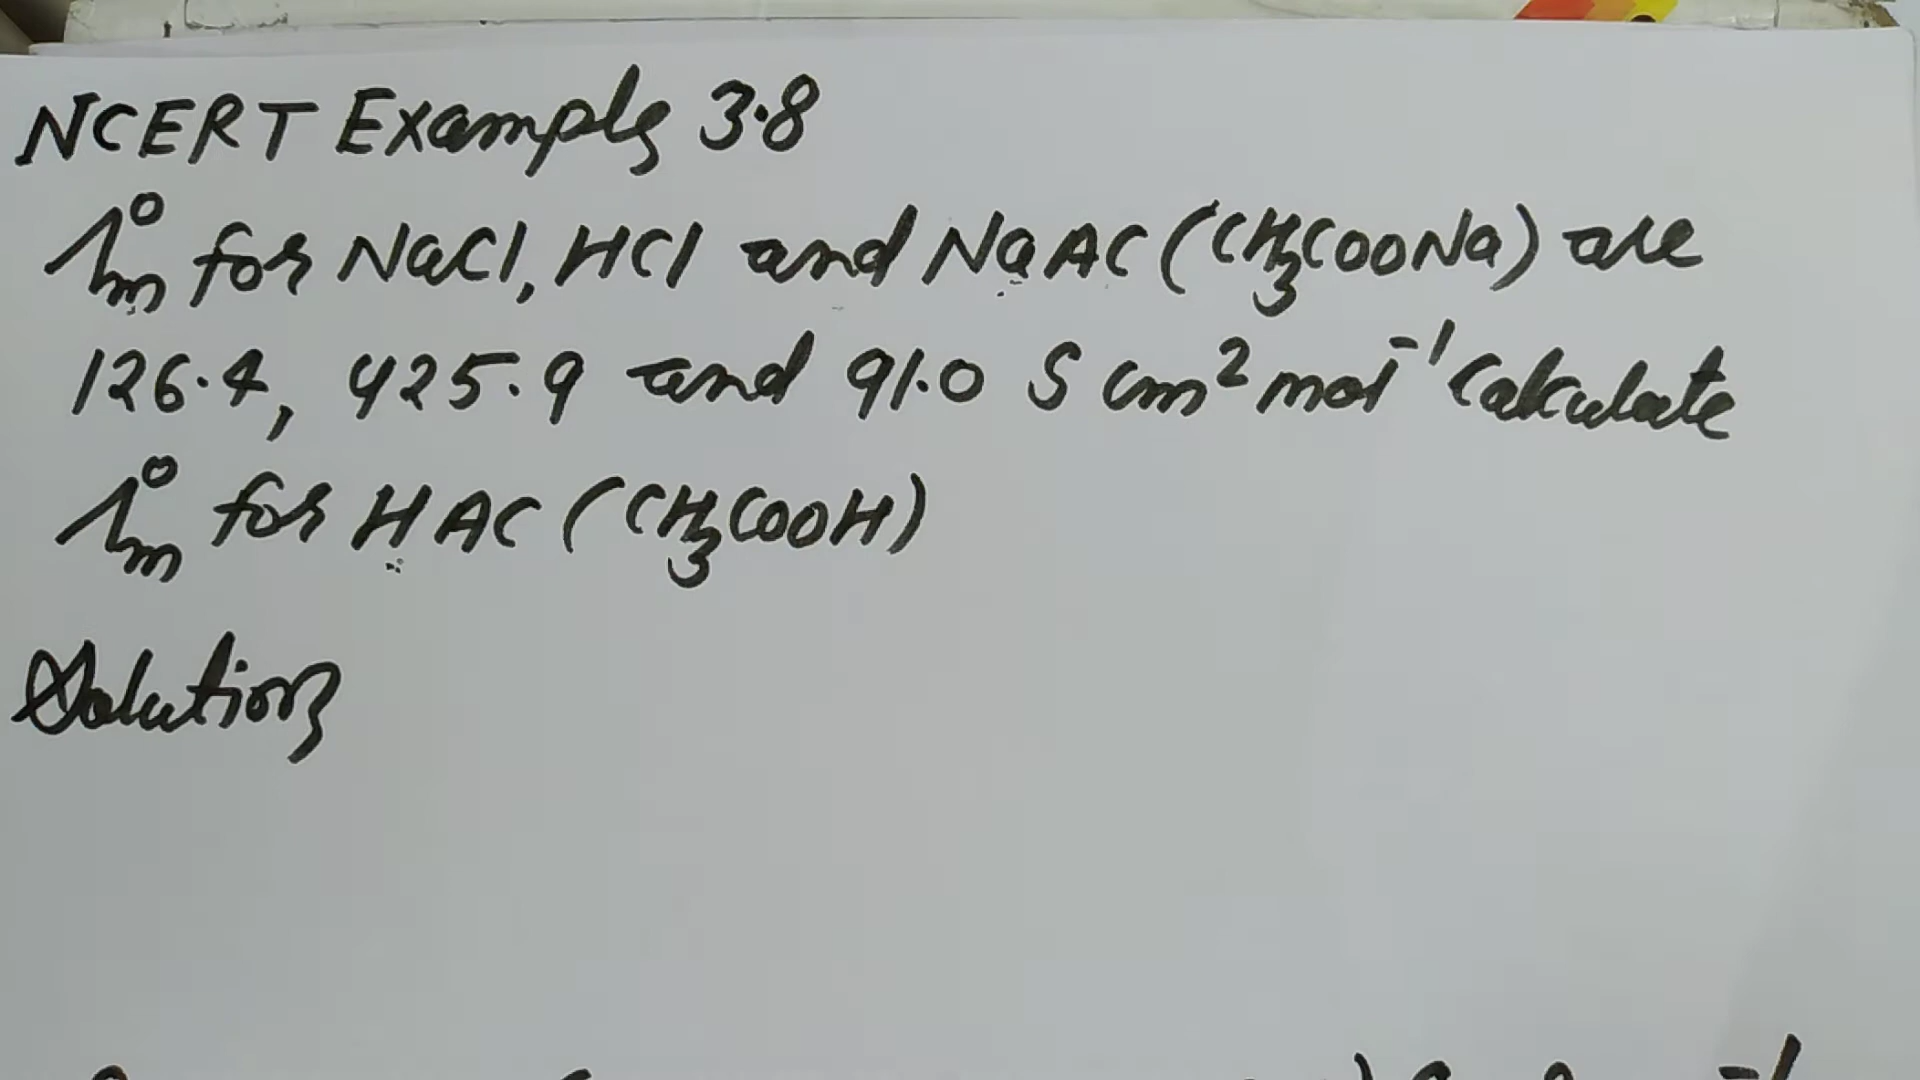 NCERT Example 3.8
Λ°m for NaCl, HCl and NaAC (CH3COONa) are
126.4, 425.9 and 91.0 S cm² mol⁻¹ Calculate
Λ°m for HAC (CH3COOH)
Solution